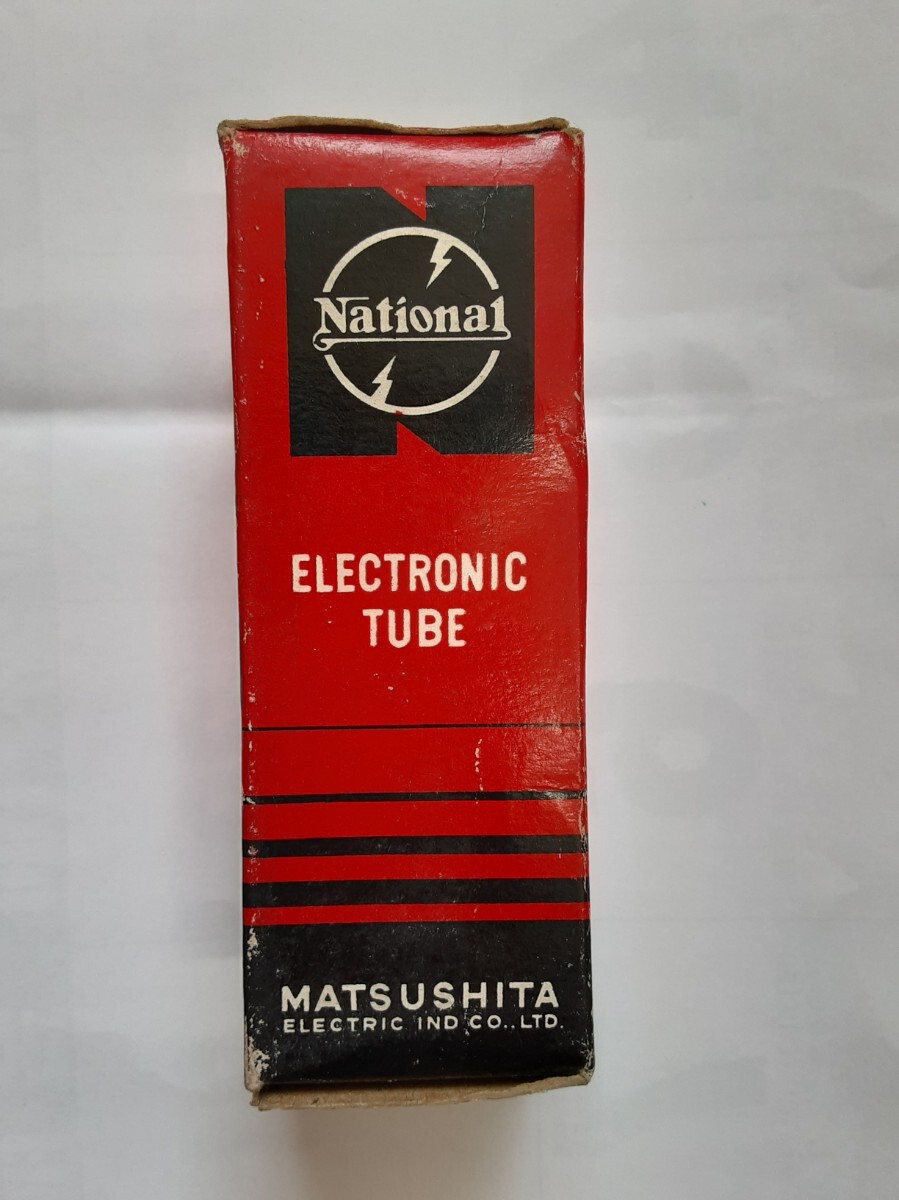 National
ELECTRONIC
TUBE
MATSUSHITA
ELECTRIC IND CO.,LTD.